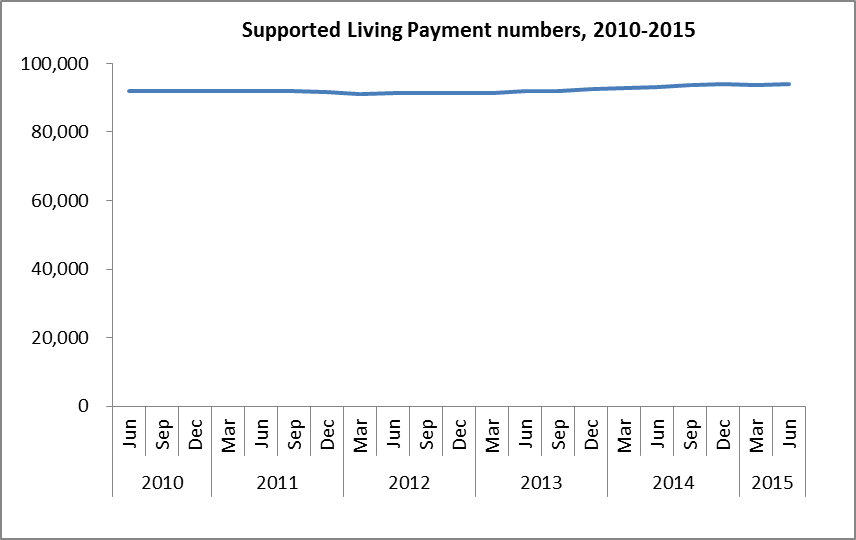 Supported Living Payment numbers, 2010-2015
100,000
80,000
60,000
40,000
20,000
0
Jun Sep Dec Mar Jun Sep Dec Mar Jun Sep Dec Mar Jun Sep Dec Mar Jun Sep Dec Mar Jun
2010 2011 2012 2013 2014 2015